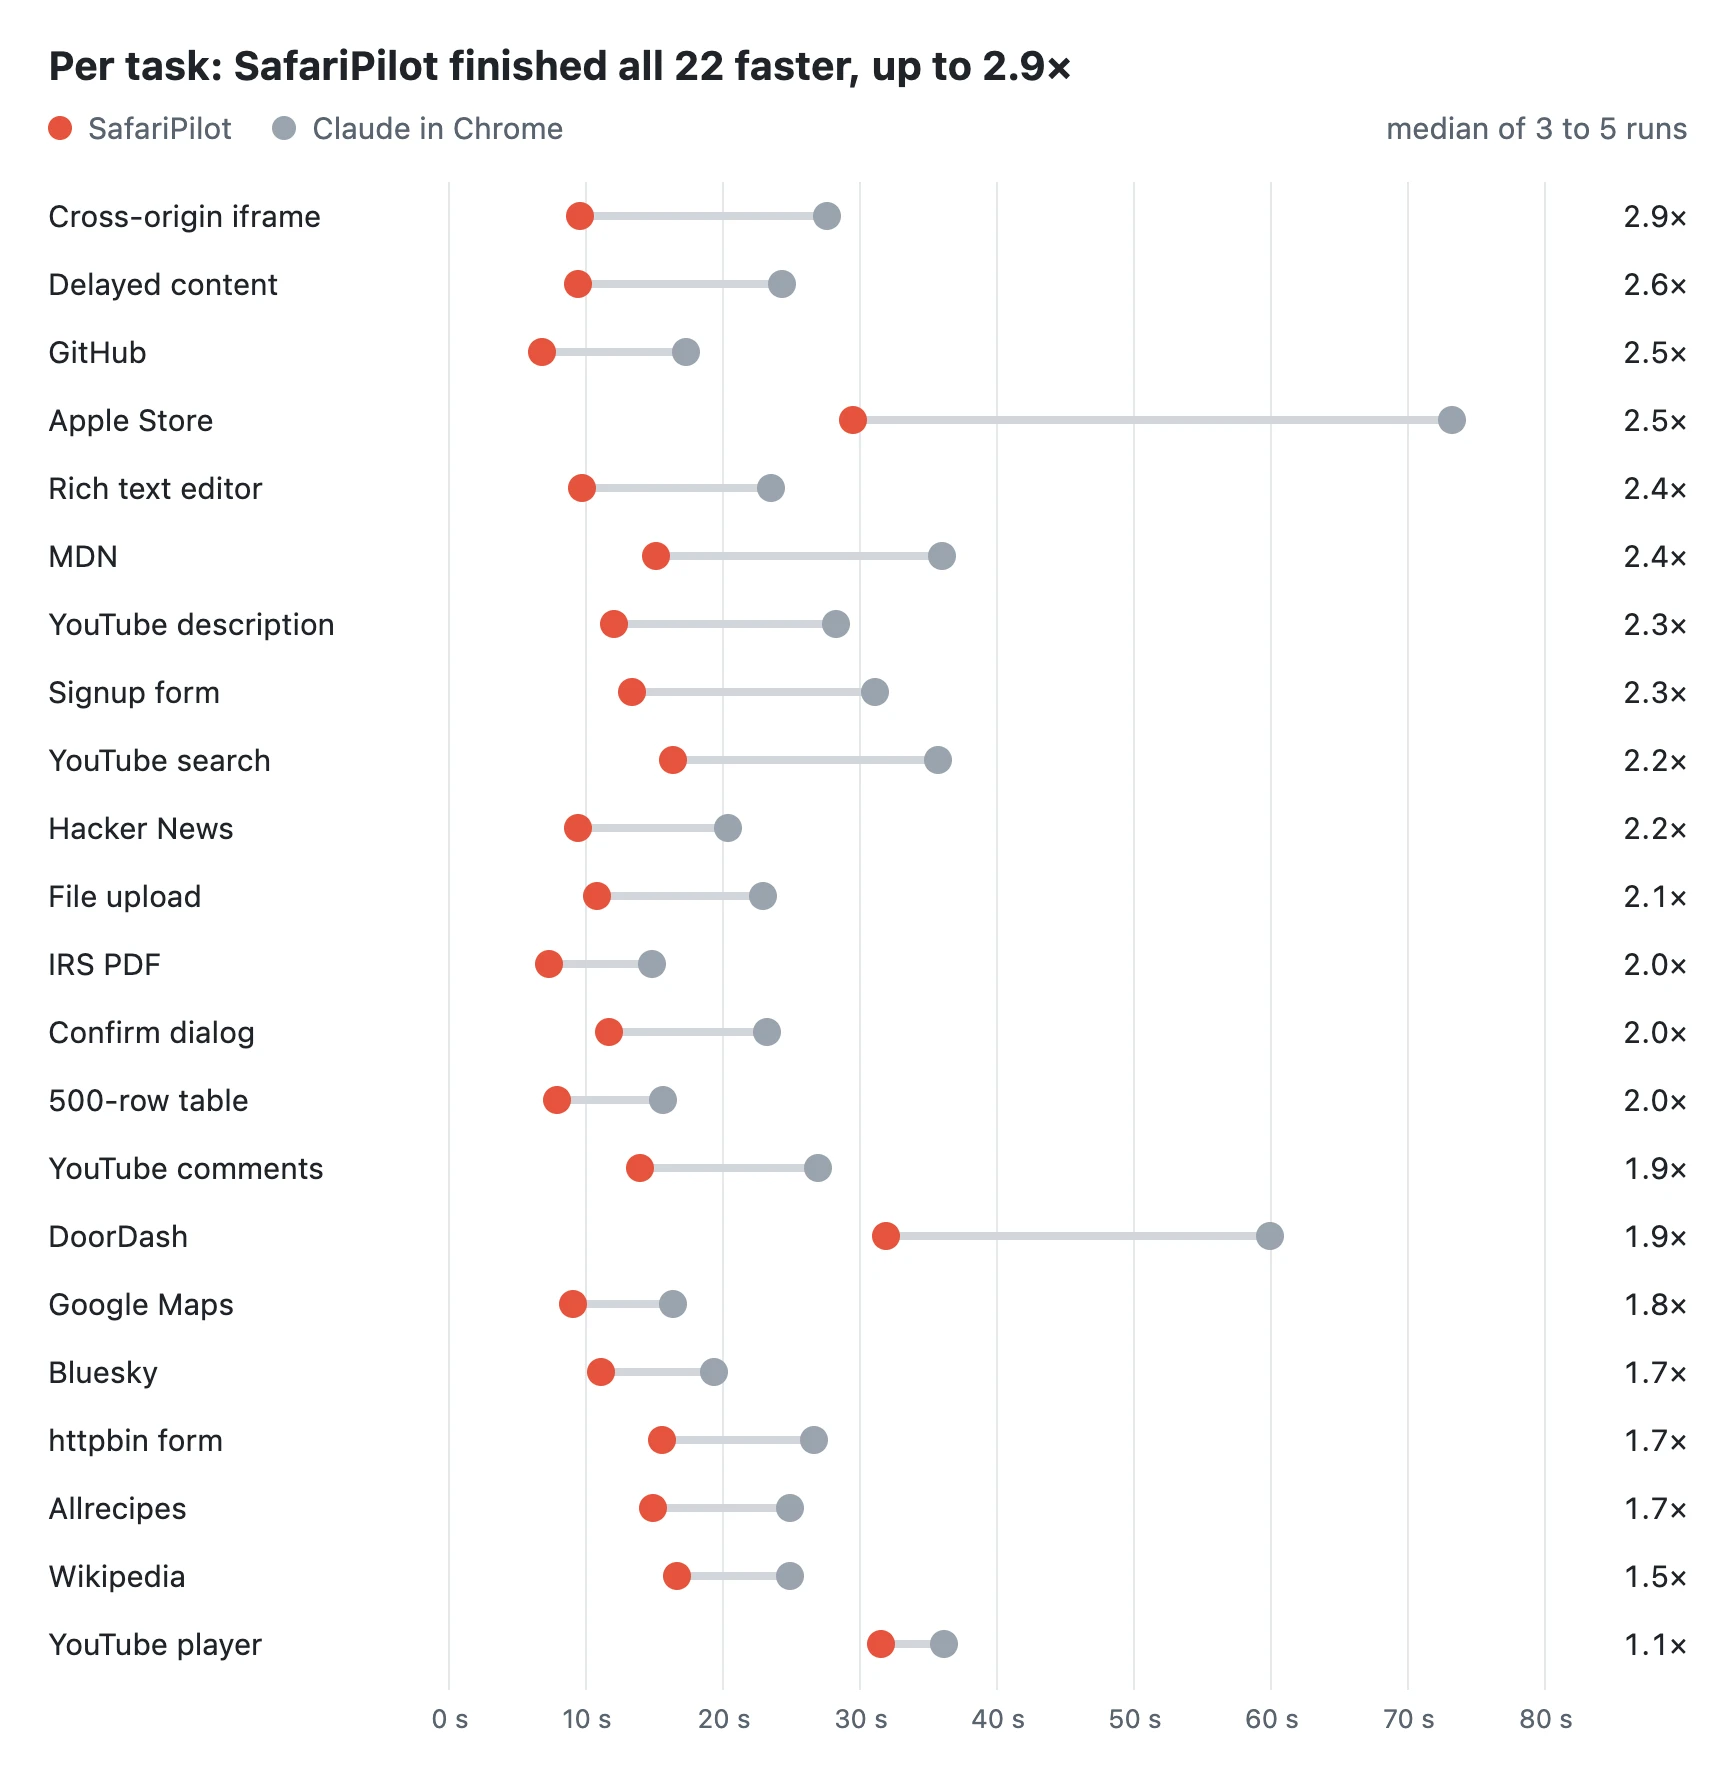 Per task: SafariPilot finished all 22 faster, up to 2.9×
SafariPilot Claude in Chrome median of 3 to 5 runs
Cross-origin iframe 2.9×
Delayed content 2.6×
GitHub 2.5×
Apple Store 2.5×
Rich text editor 2.4×
MDN 2.4×
YouTube description 2.3×
Signup form 2.3×
YouTube search 2.2×
Hacker News 2.2×
File upload 2.1×
IRS PDF 2.0×
Confirm dialog 2.0×
500-row table 2.0×
YouTube comments 1.9×
DoorDash 1.9×
Google Maps 1.8×
Bluesky 1.7×
httpbin form 1.7×
Allrecipes 1.7×
Wikipedia 1.5×
YouTube player 1.1×
0 s 10 s 20 s 30 s 40 s 50 s 60 s 70 s 80 s